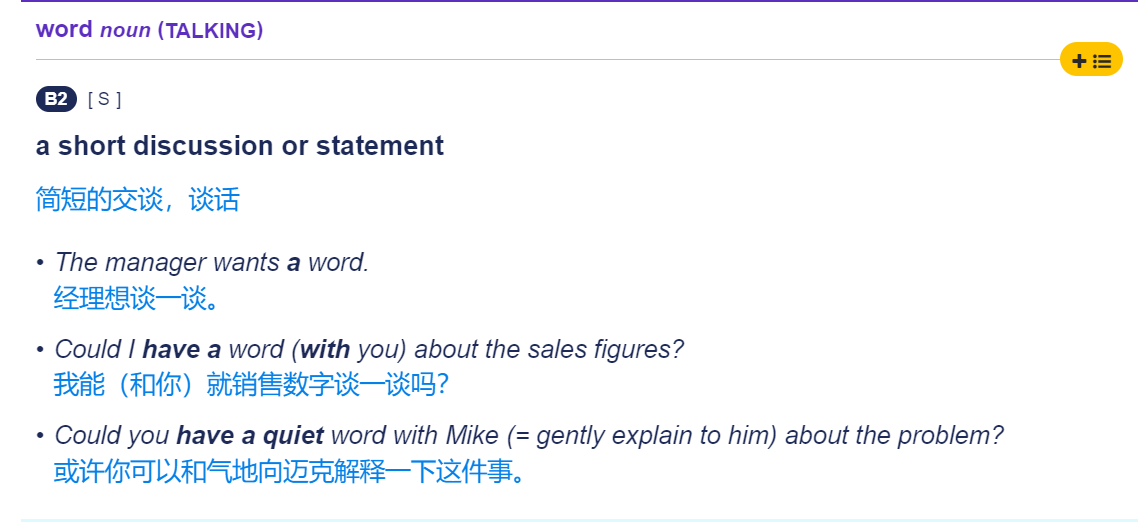 word noun (TALKING)
B2 [ S ]
a short discussion or statement
简短的交谈，谈话
• The manager wants a word.
经理想谈一谈。
• Could I have a word (with you) about the sales figures?
我能（和你）就销售数字谈一谈吗？
• Could you have a quiet word with Mike (= gently explain to him) about the problem?
或许你可以和气地向迈克解释一下这件事。